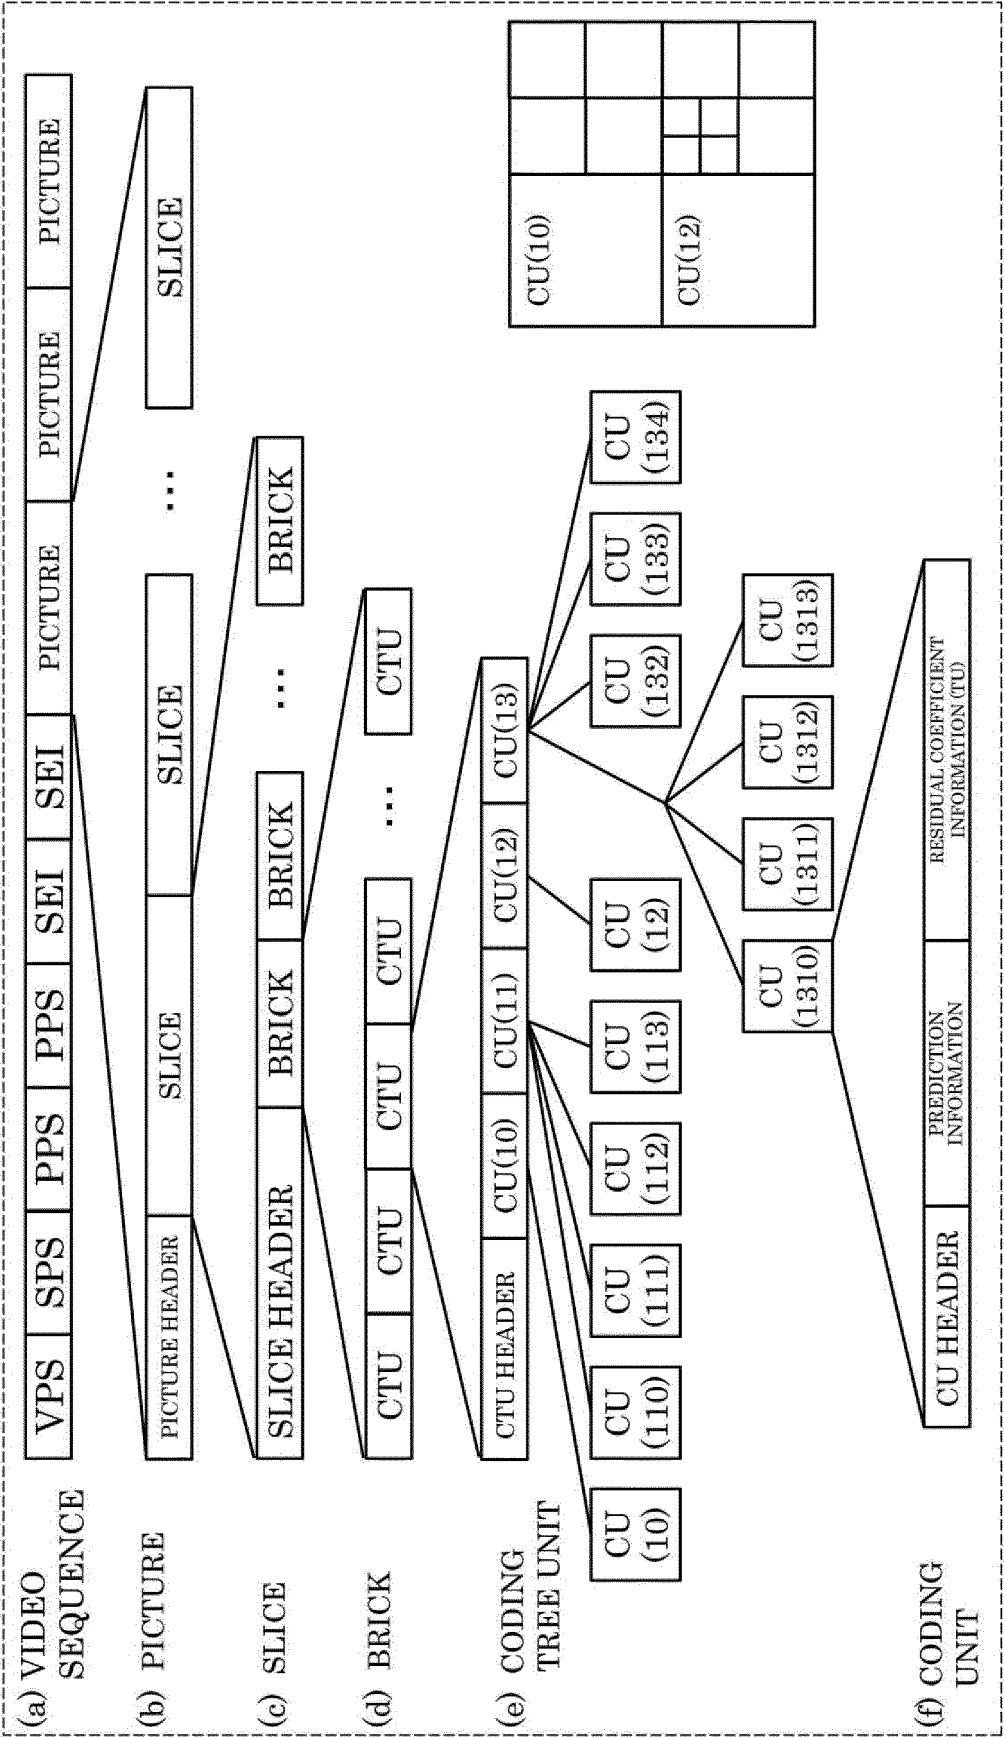 (a) VIDEO
SEQUENCE
VPS SPS PPS PPS SEI SEI PICTURE PICTURE PICTURE
(b) PICTURE
PICTURE HEADER SLICE SLICE ... SLICE
(c) SLICE
SLICE HEADER BRICK BRICK ... BRICK
(d) BRICK
CTU CTU CTU CTU ... CTU
(e) CODING
TREE UNIT
CTU HEADER CU(10) CU(11) CU(12) CU(13)
CU CU CU CU CU CU CU CU CU
(10) (110) (111) (112) (113) (12) (132) (133) (134)
CU CU CU CU
(1310) (1311) (1312) (1313)
CU(10)
CU(12)
(f) CODING
UNIT
CU HEADER
PREDICTION
INFORMATION
RESIDUAL COEFFICIENT
INFORMATION (TU)